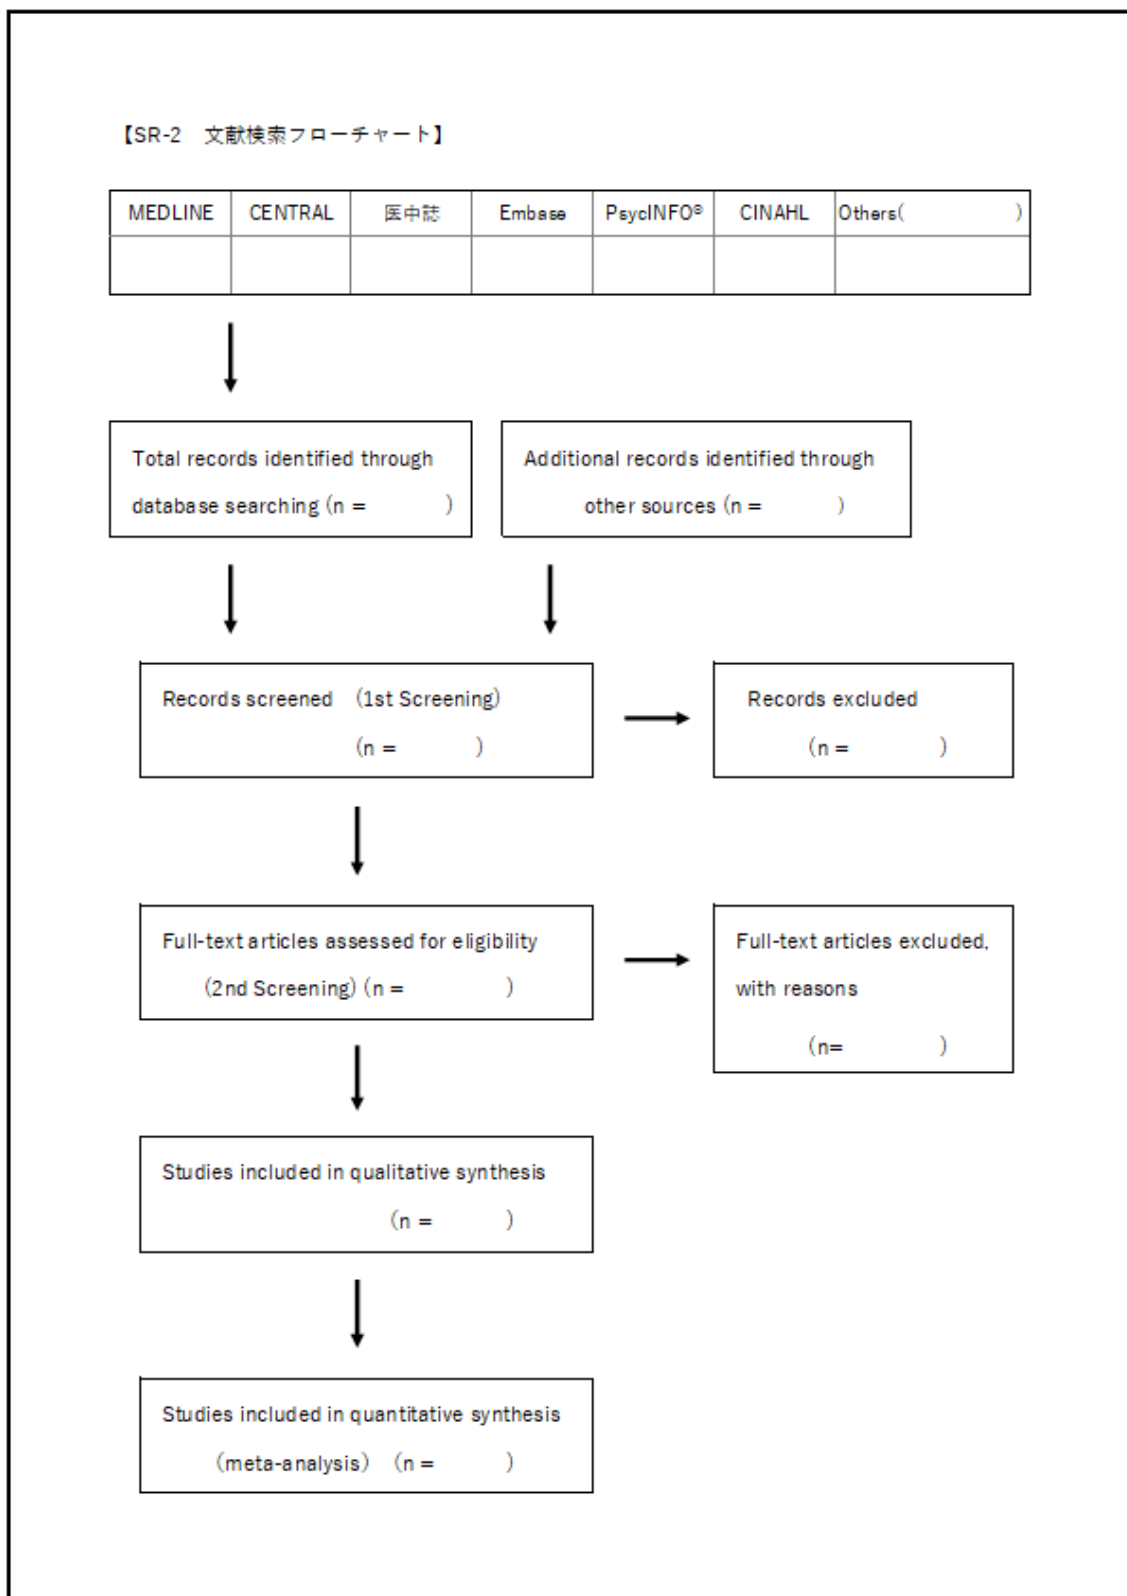 【SR-2　文献検索フローチャート】
MEDLINE CENTRAL 医中誌 Embase PsycINFO® CINAHL Others(　　　　　)
Total records identified through
database searching (n =　　　　)
Additional records identified through
other sources (n =　　　　)
Records screened　(1st Screening)
(n =　　　　)
Records excluded
(n =　　　　)
Full-text articles assessed for eligibility
(2nd Screening) (n =　　　　)
Full-text articles excluded,
with reasons
(n=　　　　)
Studies included in qualitative synthesis
(n =　　　　)
Studies included in quantitative synthesis
(meta-analysis)　(n =　　　　)